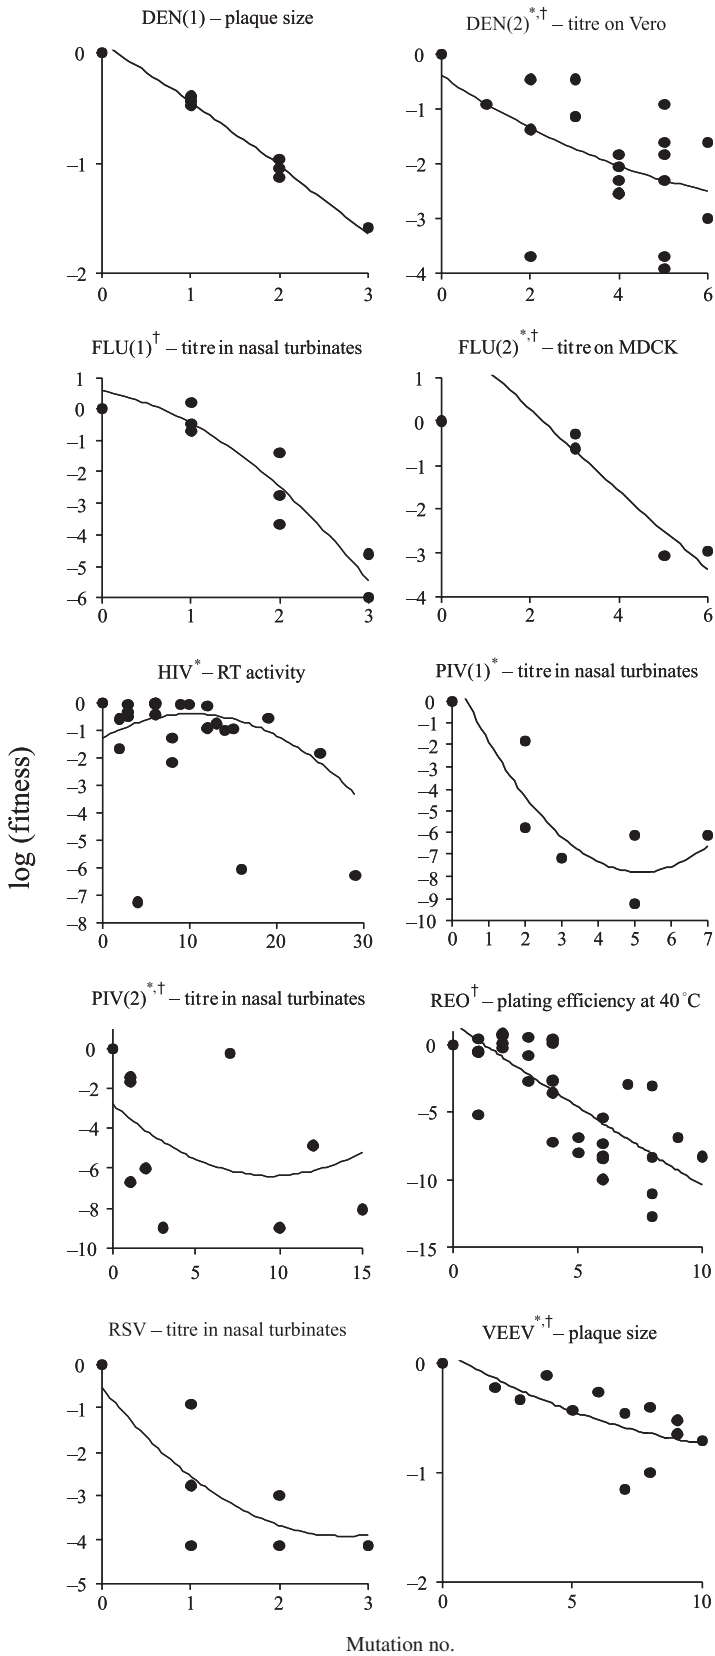 DEN(1) – plaque size
0
–1
–2
0 1 2 3
DEN(2)*,† – titre on Vero
0
–1
–2
–3
–4
0 2 4 6
FLU(1)† – titre in nasal turbinates
1
0
–1
–2
–3
–4
–5
–6
0 1 2 3
FLU(2)*,† – titre on MDCK
1
0
–1
–2
–3
–4
0 2 4 6
HIV* – RT activity
0
–1
–2
–3
–4
–5
–6
–7
–8
0 10 20 30
PIV(1)* – titre in nasal turbinates
0
–1
–2
–3
–4
–5
–6
–7
–8
–9
–10
0 1 2 3 4 5 6 7
log (fitness)
PIV(2)*,† – titre in nasal turbinates
0
–2
–4
–6
–8
–10
0 5 10 15
REO† – plating efficiency at 40 °C
0
–5
–10
–15
0 5 10
RSV – titre in nasal turbinates
0
–1
–2
–3
–4
–5
0 1 2 3
VEEV*,† – plaque size
0
–1
–2
0 5 10
Mutation no.